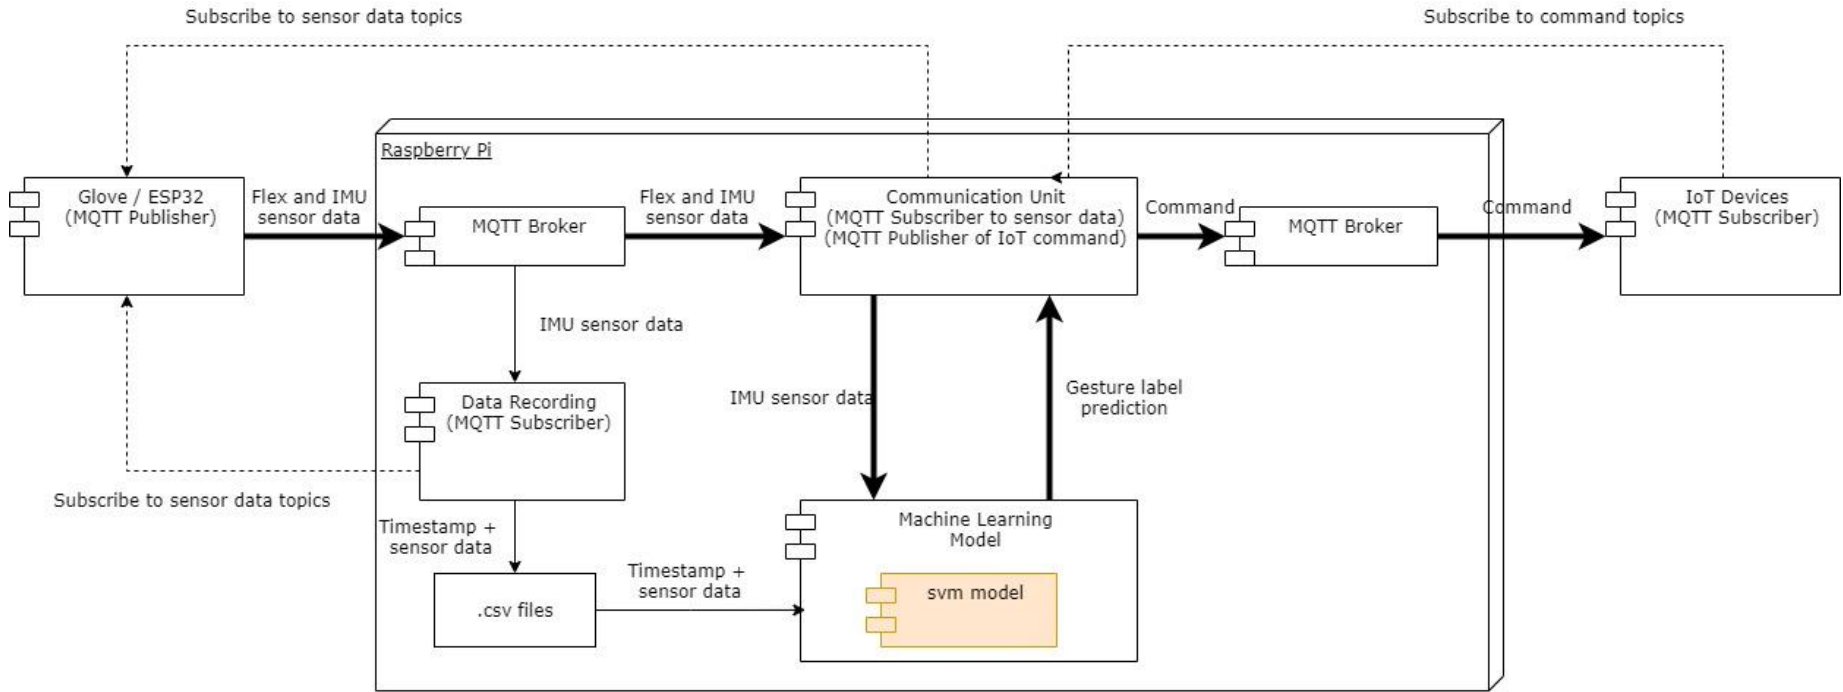 Subscribe to sensor data topics
Subscribe to command topics
Raspberry Pi
Glove / ESP32
(MQTT Publisher)
Flex and IMU
sensor data
MQTT Broker
Flex and IMU
sensor data
Communication Unit
(MQTT Subscriber to sensor data)
(MQTT Publisher of IoT command)
Command
MQTT Broker
Command
IoT Devices
(MQTT Subscriber)
IMU sensor data
Data Recording
(MQTT Subscriber)
IMU sensor data
Gesture label
prediction
Subscribe to sensor data topics
Timestamp +
sensor data
.csv files
Timestamp +
sensor data
Machine Learning
Model
svm model